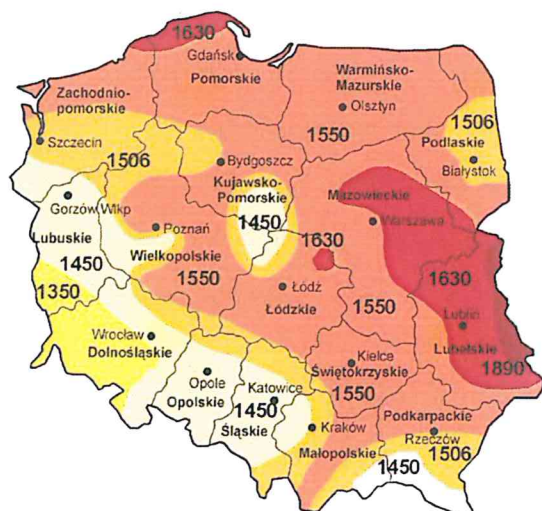 1630
Gdańsk
Pomorskie
Zachodnio-
pomorskie
Warmińsko-
Mazurskie
Olsztyn
1550
1506
Podlaskie
Białystok
Szczecin
1506
Bydgoszcz
Kujawsko-
Pomorskie
1450
Mazowieckie
Warszawa
Gorzów Wlkp
Lubuskie
1450
1350
Poznań
Wielkopolskie
1550
1630
Łódź
Łódzkie
1550
1630
Lublin
Lubelskie
1890
Wrocław
Dolnośląskie
Opole
Opolskie
Katowice
1450
Śląskie
Kielce
Świętokrzyskie
1550
Kraków
Małopolskie
Podkarpackie
Rzeczów
1506
1450